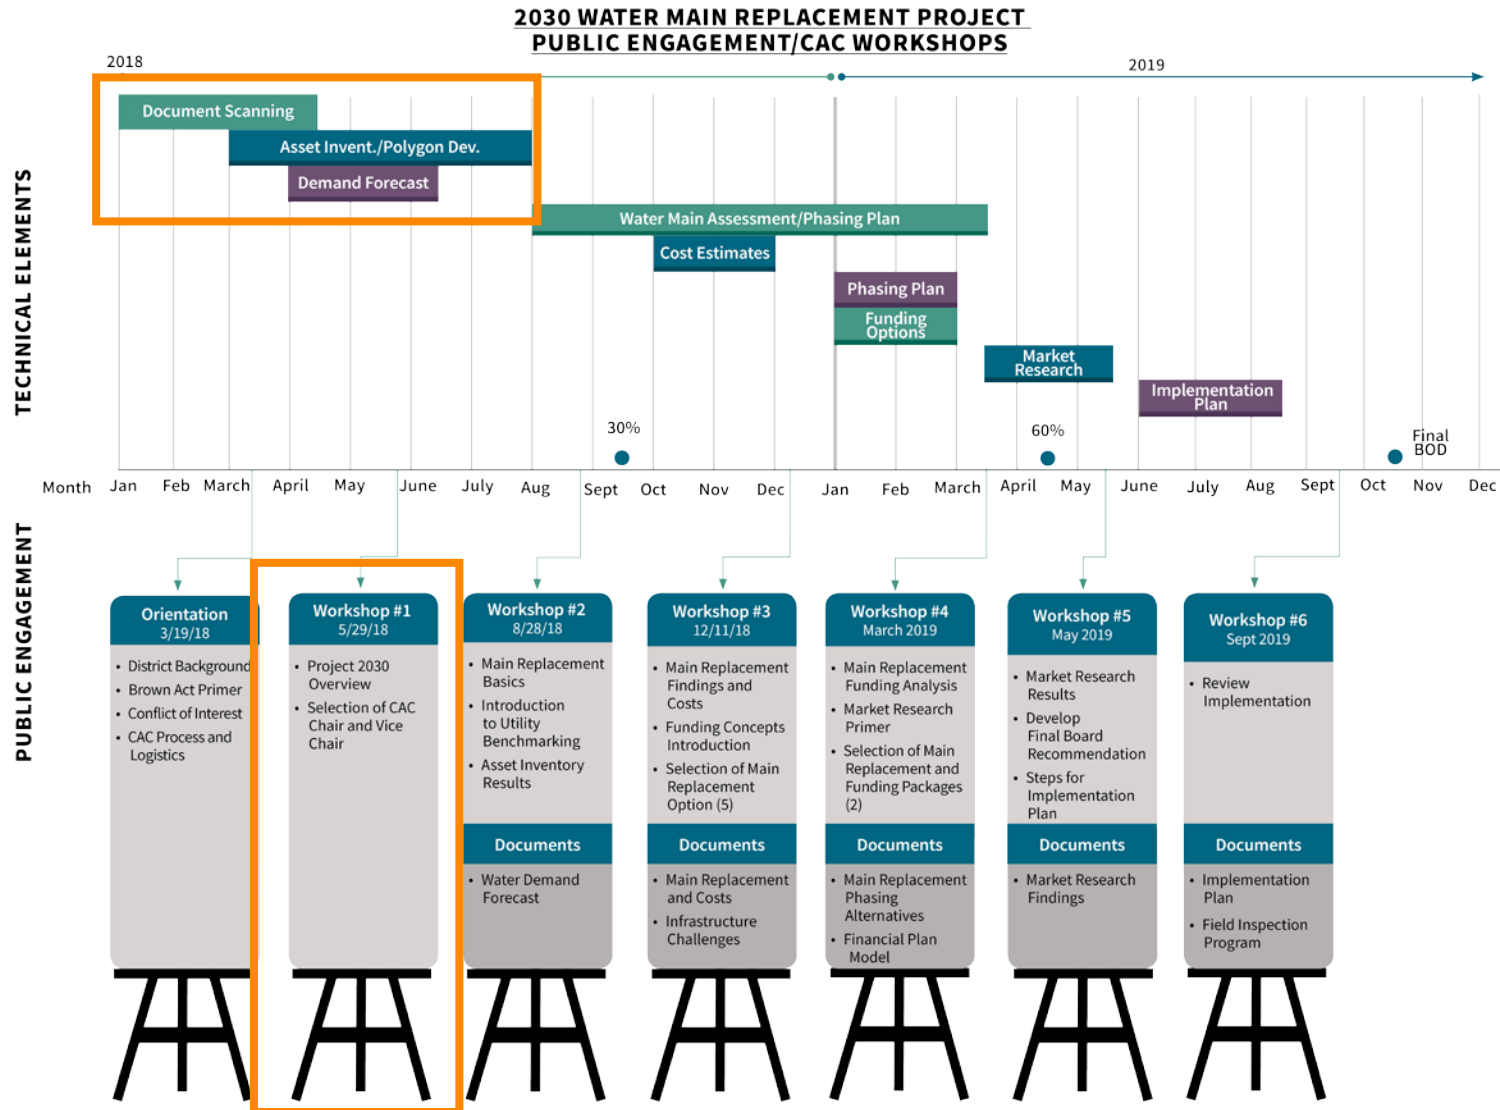 2030 WATER MAIN REPLACEMENT PROJECT
PUBLIC ENGAGEMENT/CAC WORKSHOPS
2018
2019
TECHNICAL ELEMENTS
Document Scanning
Asset Invent./Polygon Dev.
Demand Forecast
Water Main Assessment/Phasing Plan
Cost Estimates
Phasing Plan
Funding
Options
Market
Research
Implementation
Plan
30%
60%
Final
BOD
Month Jan Feb March April May June July Aug Sept Oct Nov Dec Jan Feb March April May June July Aug Sept Oct Nov Dec
PUBLIC ENGAGEMENT
Orientation
3/19/18
• District Background
• Brown Act Primer
• Conflict of Interest
• CAC Process and
Logistics
Workshop #1
5/29/18
• Project 2030
Overview
• Selection of CAC
Chair and Vice
Chair
Workshop #2
8/28/18
• Main Replacement
Basics
• Introduction
to Utility
Benchmarking
• Asset Inventory
Results
Documents
• Water Demand
Forecast
Workshop #3
12/11/18
• Main Replacement
Findings and
Costs
• Funding Concepts
Introduction
• Selection of Main
Replacement
Option (5)
Documents
• Main Replacement
and Costs
• Infrastructure
Challenges
Workshop #4
March 2019
• Main Replacement
Funding Analysis
• Market Research
Primer
• Selection of Main
Replacement and
Funding Packages
(2)
Documents
• Main Replacement
Phasing
Alternatives
• Financial Plan
Model
Workshop #5
May 2019
• Market Research
Results
• Develop
Final Board
Recommendation
• Steps for
Implementation
Plan
Documents
• Market Research
Findings
Workshop #6
Sept 2019
• Review
Implementation
Documents
• Implementation
Plan
• Field Inspection
Program